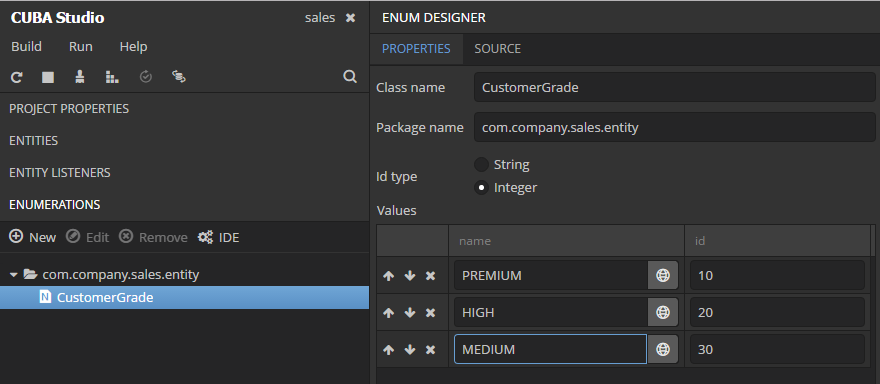 CUBA Studio
sales
Build Run Help
PROJECT PROPERTIES
ENTITIES
ENTITY LISTENERS
ENUMERATIONS
New Edit Remove IDE
com.company.sales.entity
CustomerGrade
ENUM DESIGNER
PROPERTIES SOURCE
Class name CustomerGrade
Package name com.company.sales.entity
Id type
String
Integer
Values
name id
PREMIUM 10
HIGH 20
MEDIUM 30